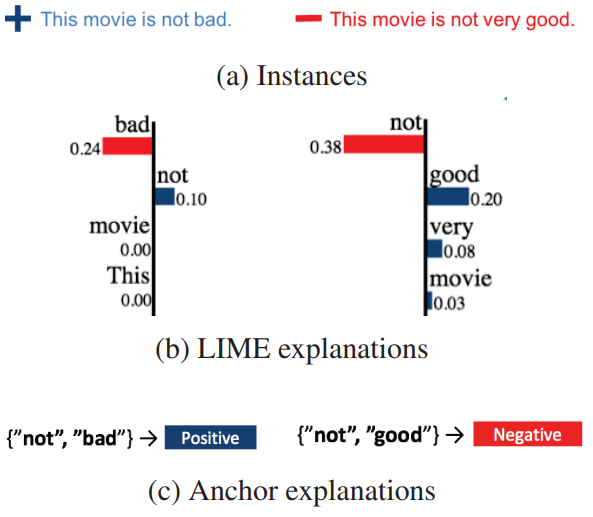 + This movie is not bad. — This movie is not very good.
(a) Instances
bad not
0.24 0.38
not good
0.10 0.20
movie very
0.00 0.08
This movie
0.00 0.03
(b) LIME explanations
{"not", "bad"} → Positive {"not", "good"} → Negative
(c) Anchor explanations